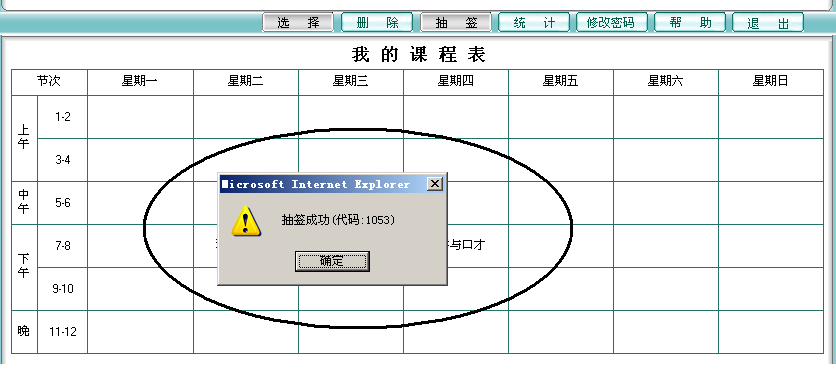 选 择 删 除 抽 签 统 计 修改密码 帮 助 退 出
我 的 课 程 表
节次 星期一 星期二 星期三 星期四 星期五 星期六 星期日
上午 1-2
3-4
中午 5-6
下午 7-8 与口才
9-10
晚 11-12
Microsoft Internet Explorer
抽签成功(代码:1053)
确定